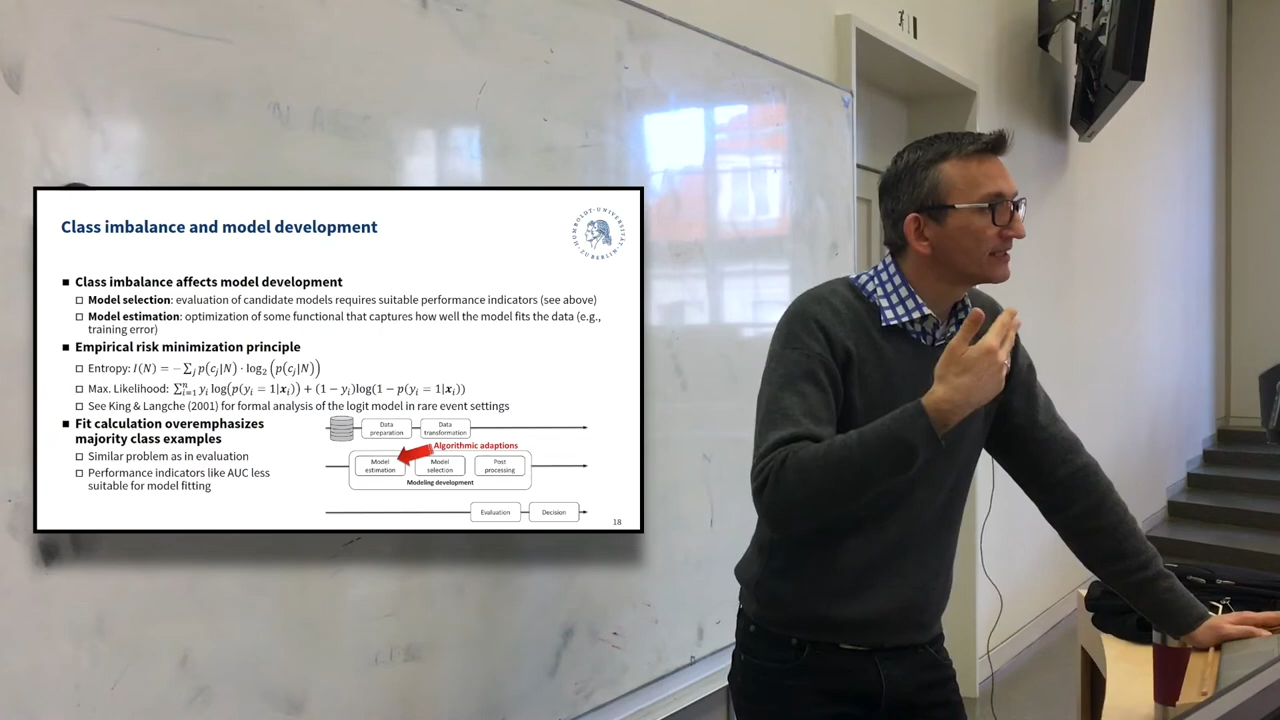 Class imbalance and model development
HUMBOLDT-UNIVERSITÄT
ZU BERLIN
■ Class imbalance affects model development
□ Model selection: evaluation of candidate models requires suitable performance indicators (see above)
□ Model estimation: optimization of some functional that captures how well the model fits the data (e.g.,
training error)
■ Empirical risk minimization principle
□ Entropy: I(N) = −∑ⱼ p(cⱼ|N) · log₂(p(cⱼ|N))
□ Max. Likelihood: ∑ᵢ₌₁ⁿ yᵢ log(p(yᵢ = 1|𝒙ᵢ)) + (1 − yᵢ)log(1 − p(yᵢ = 1|𝒙ᵢ))
□ See King & Langche (2001) for formal analysis of the logit model in rare event settings
■ Fit calculation overemphasizes
majority class examples
□ Similar problem as in evaluation
□ Performance indicators like AUC less
suitable for model fitting
Data
preparation
Data
transformation
Algorithmic adaptions
Model
estimation
Model
selection
Post
processing
Modeling development
Evaluation
Decision
18